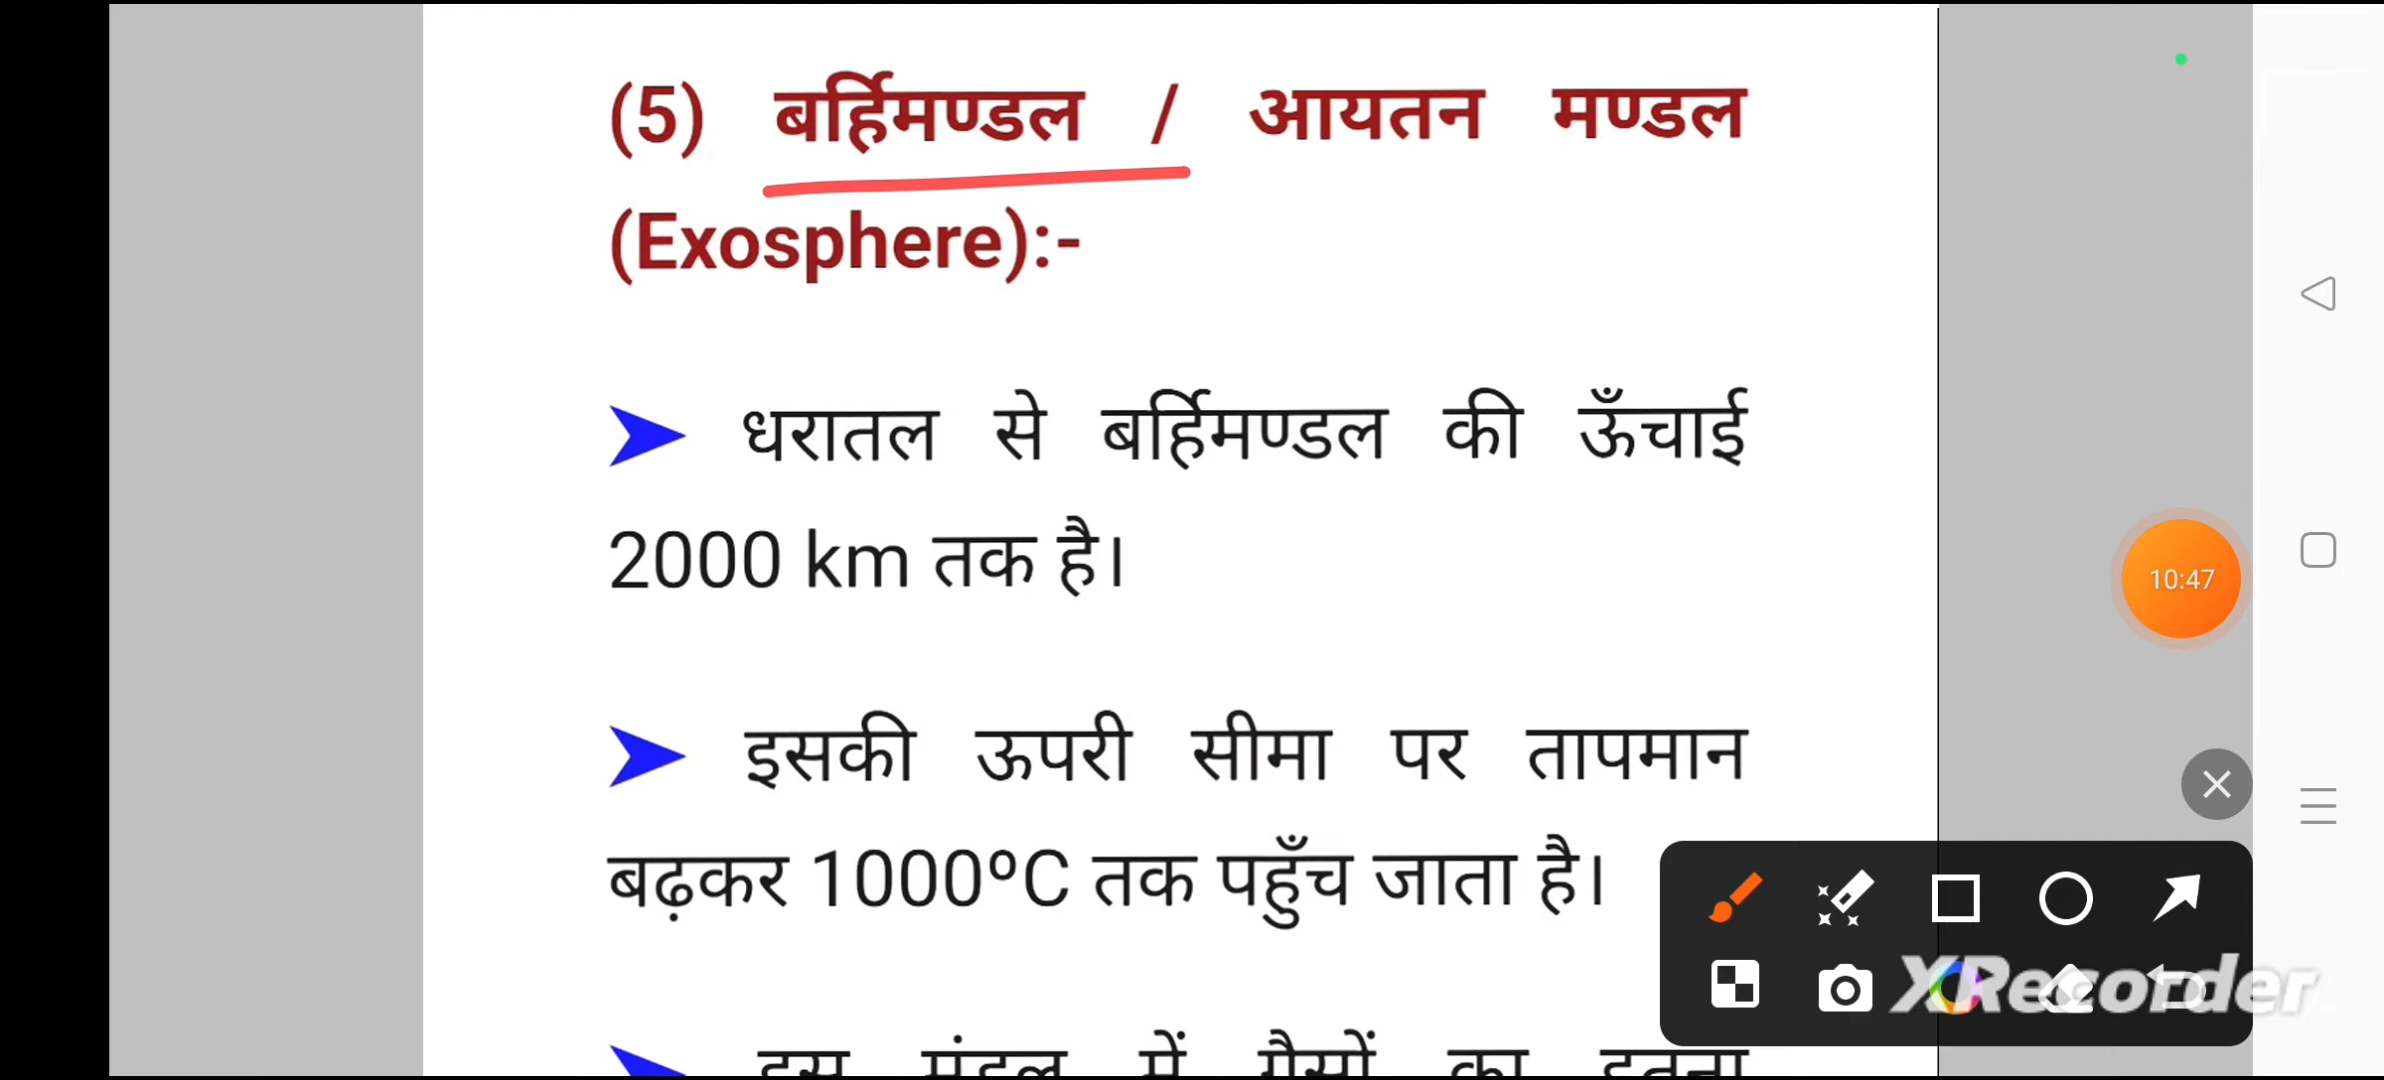 (5) बर्हिमण्डल / आयतन मण्डल
(Exosphere):-
➤ धरातल से बर्हिमण्डल की ऊँचाई
2000 km तक है।
➤ इसकी ऊपरी सीमा पर तापमान
बढ़कर 1000ºC तक पहुँच जाता है।
10:47
XRecorder